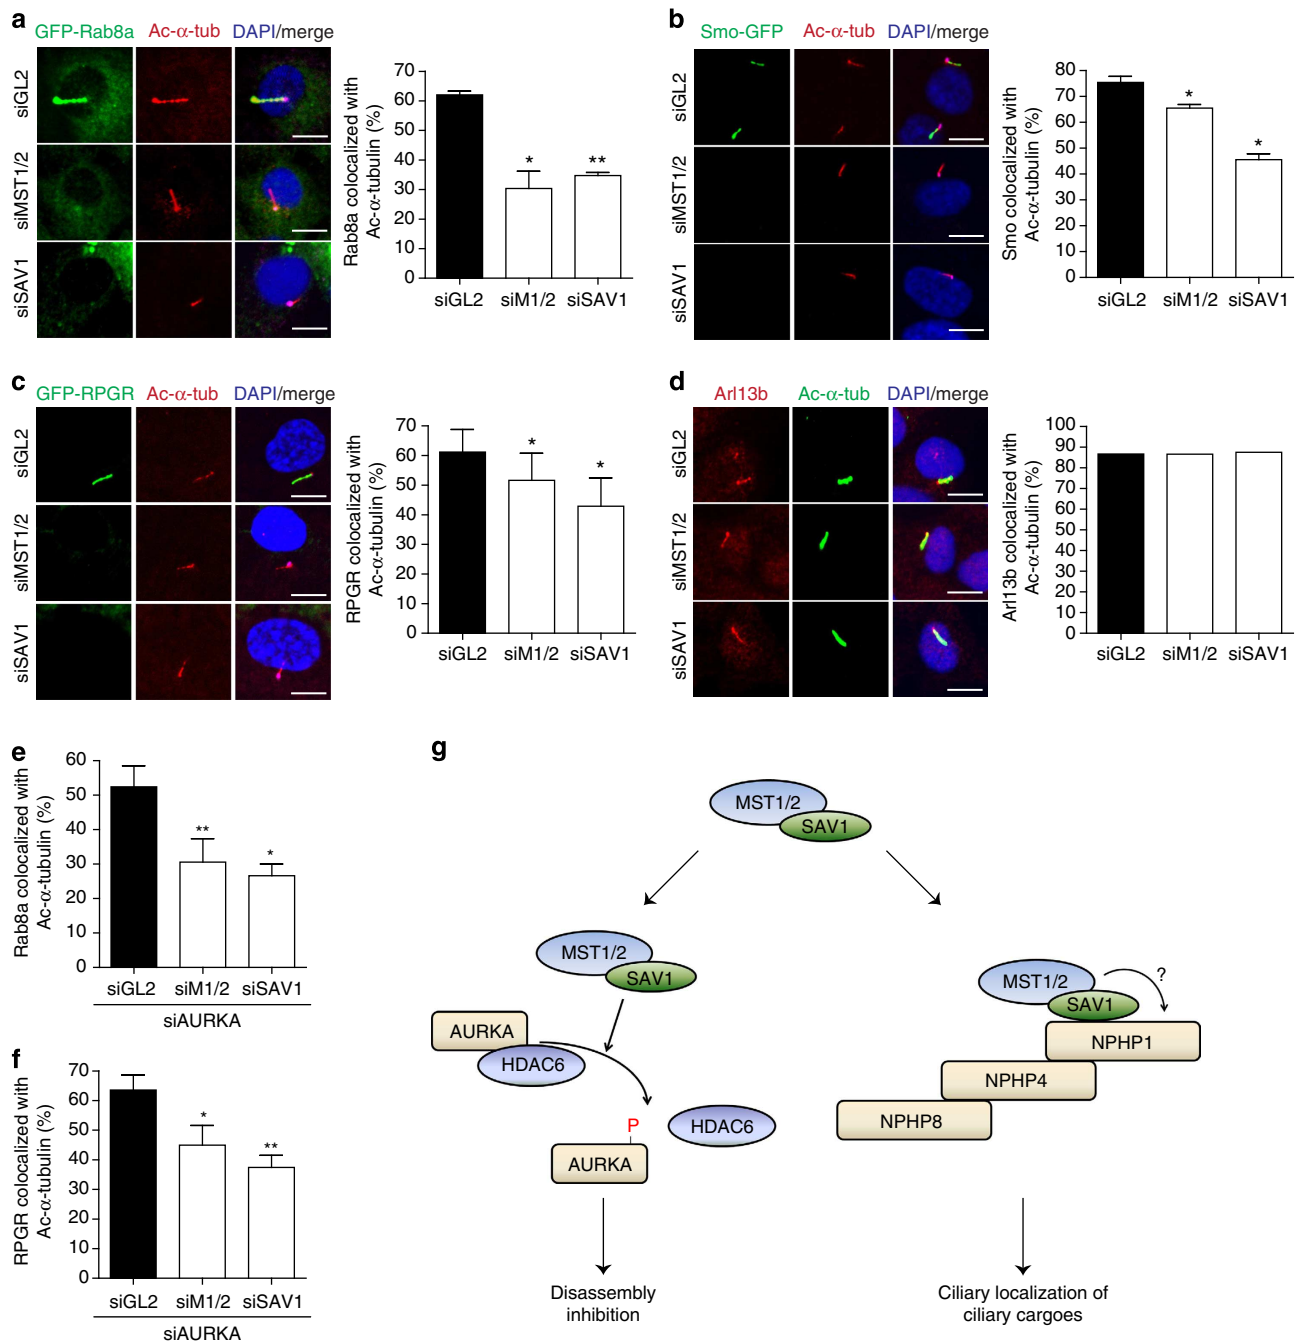 a
GFP-Rab8a Ac-α-tub DAPI/merge
siGL2
siMST1/2
siSAV1
Rab8a colocalized with
Ac-α-tubulin (%)
70
60
50
40
30
20
10
0
* **
siGL2 siM1/2 siSAV1
b
Smo-GFP Ac-α-tub DAPI/merge
siGL2
siMST1/2
siSAV1
Smo colocalized with
Ac-α-tubulin (%)
80
70
60
50
40
30
20
10
0
*
*
siGL2 siM1/2 siSAV1
c
GFP-RPGR Ac-α-tub DAPI/merge
siGL2
siMST1/2
siSAV1
RPGR colocalized with
Ac-α-tubulin (%)
70
60
50
40
30
20
10
0
*
*
siGL2 siM1/2 siSAV1
d
Arl13b Ac-α-tub DAPI/merge
siGL2
siMST1/2
siSAV1
Arl13b colocalized with
Ac-α-tubulin (%)
100
90
80
70
60
50
40
30
20
10
0
siGL2 siM1/2 siSAV1
e
Rab8a colocalized with
Ac-α-tubulin (%)
60
50
40
30
20
10
0
**
*
siGL2 siM1/2 siSAV1
siAURKA
f
RPGR colocalized with
Ac-α-tubulin (%)
70
60
50
40
30
20
10
0
*
**
siGL2 siM1/2 siSAV1
siAURKA
g
MST1/2
SAV1
MST1/2
SAV1
AURKA
HDAC6
P
HDAC6
AURKA
Disassembly
inhibition
MST1/2
?
SAV1
NPHP1
NPHP4
NPHP8
Ciliary localization of
ciliary cargoes